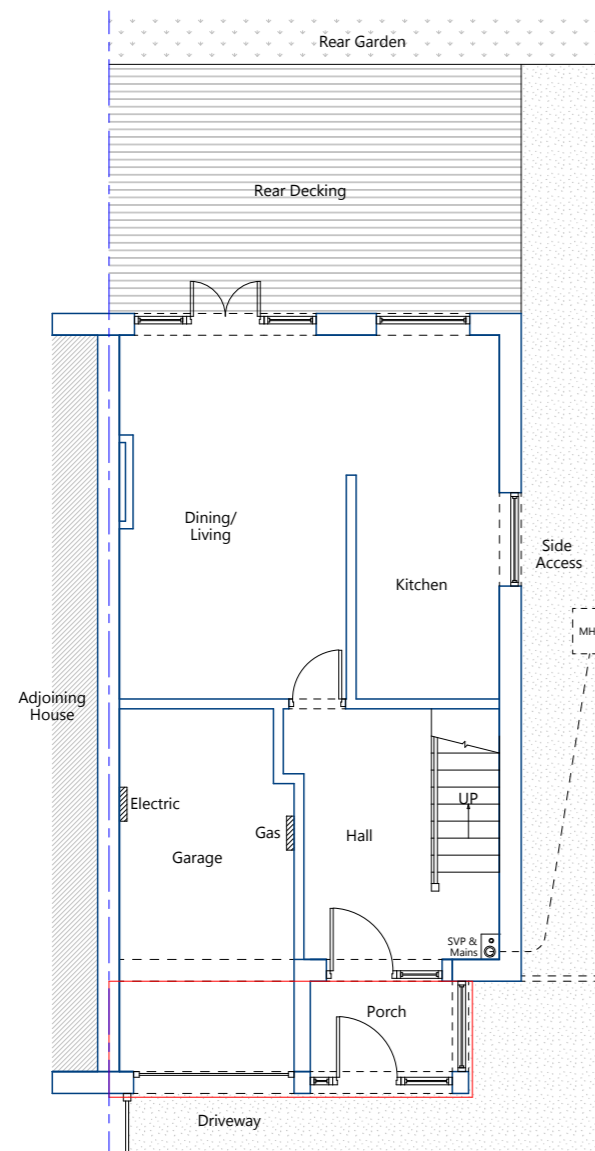 Rear Garden
Rear Decking
Dining/
Living
Side
Access
Kitchen
MH
Adjoining
House
Electric
UP
Gas
Hall
Garage
SVP &
Mains
Porch
Driveway